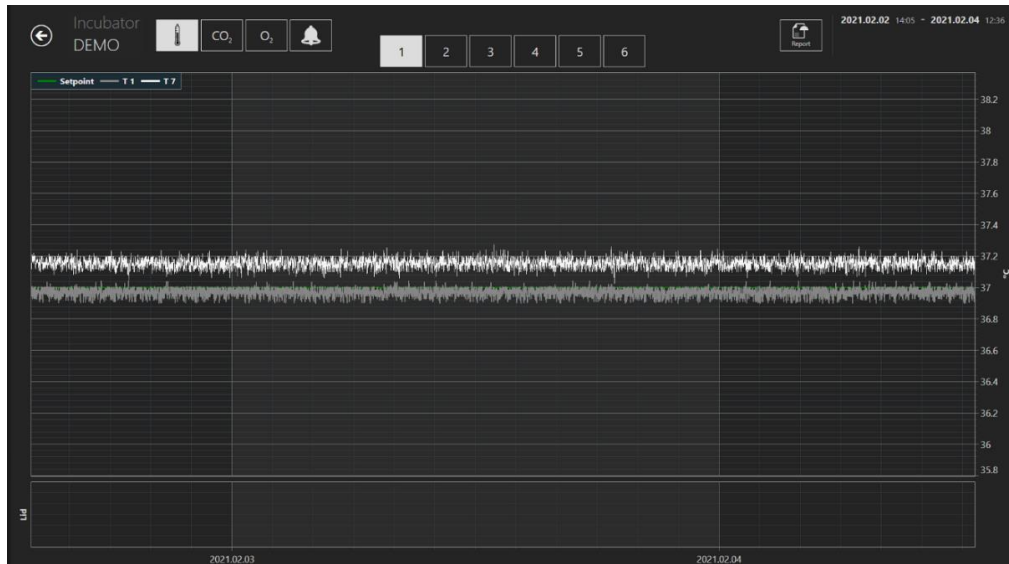 Incubator
DEMO
CO₂
O₂
1 2 3 4 5 6
Report
2021.02.02 14:05 - 2021.02.04 12:36
Setpoint T 1 T 7
38.2
38
37.8
37.6
37.4
37.2
°C
37
36.8
36.6
36.4
36.2
36
35.8
Lid
2021.02.03 2021.02.04